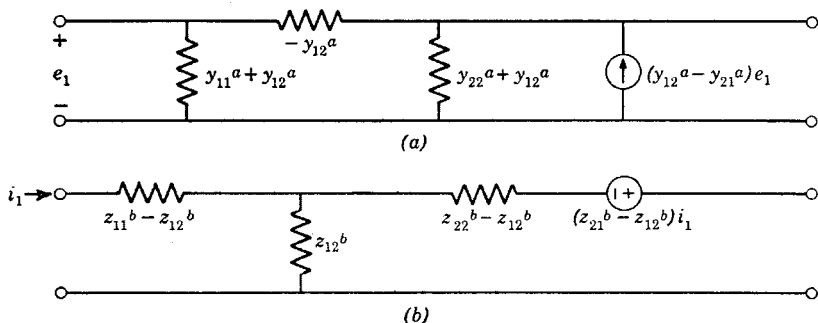 − y₁₂ᵃ
+
e₁
−
y₁₁ᵃ + y₁₂ᵃ
y₂₂ᵃ + y₁₂ᵃ
(y₁₂ᵃ − y₂₁ᵃ) e₁
(a)
i₁
z₁₁ᵇ − z₁₂ᵇ
z₁₂ᵇ
z₂₂ᵇ − z₁₂ᵇ
− +
(z₂₁ᵇ − z₁₂ᵇ) i₁
(b)